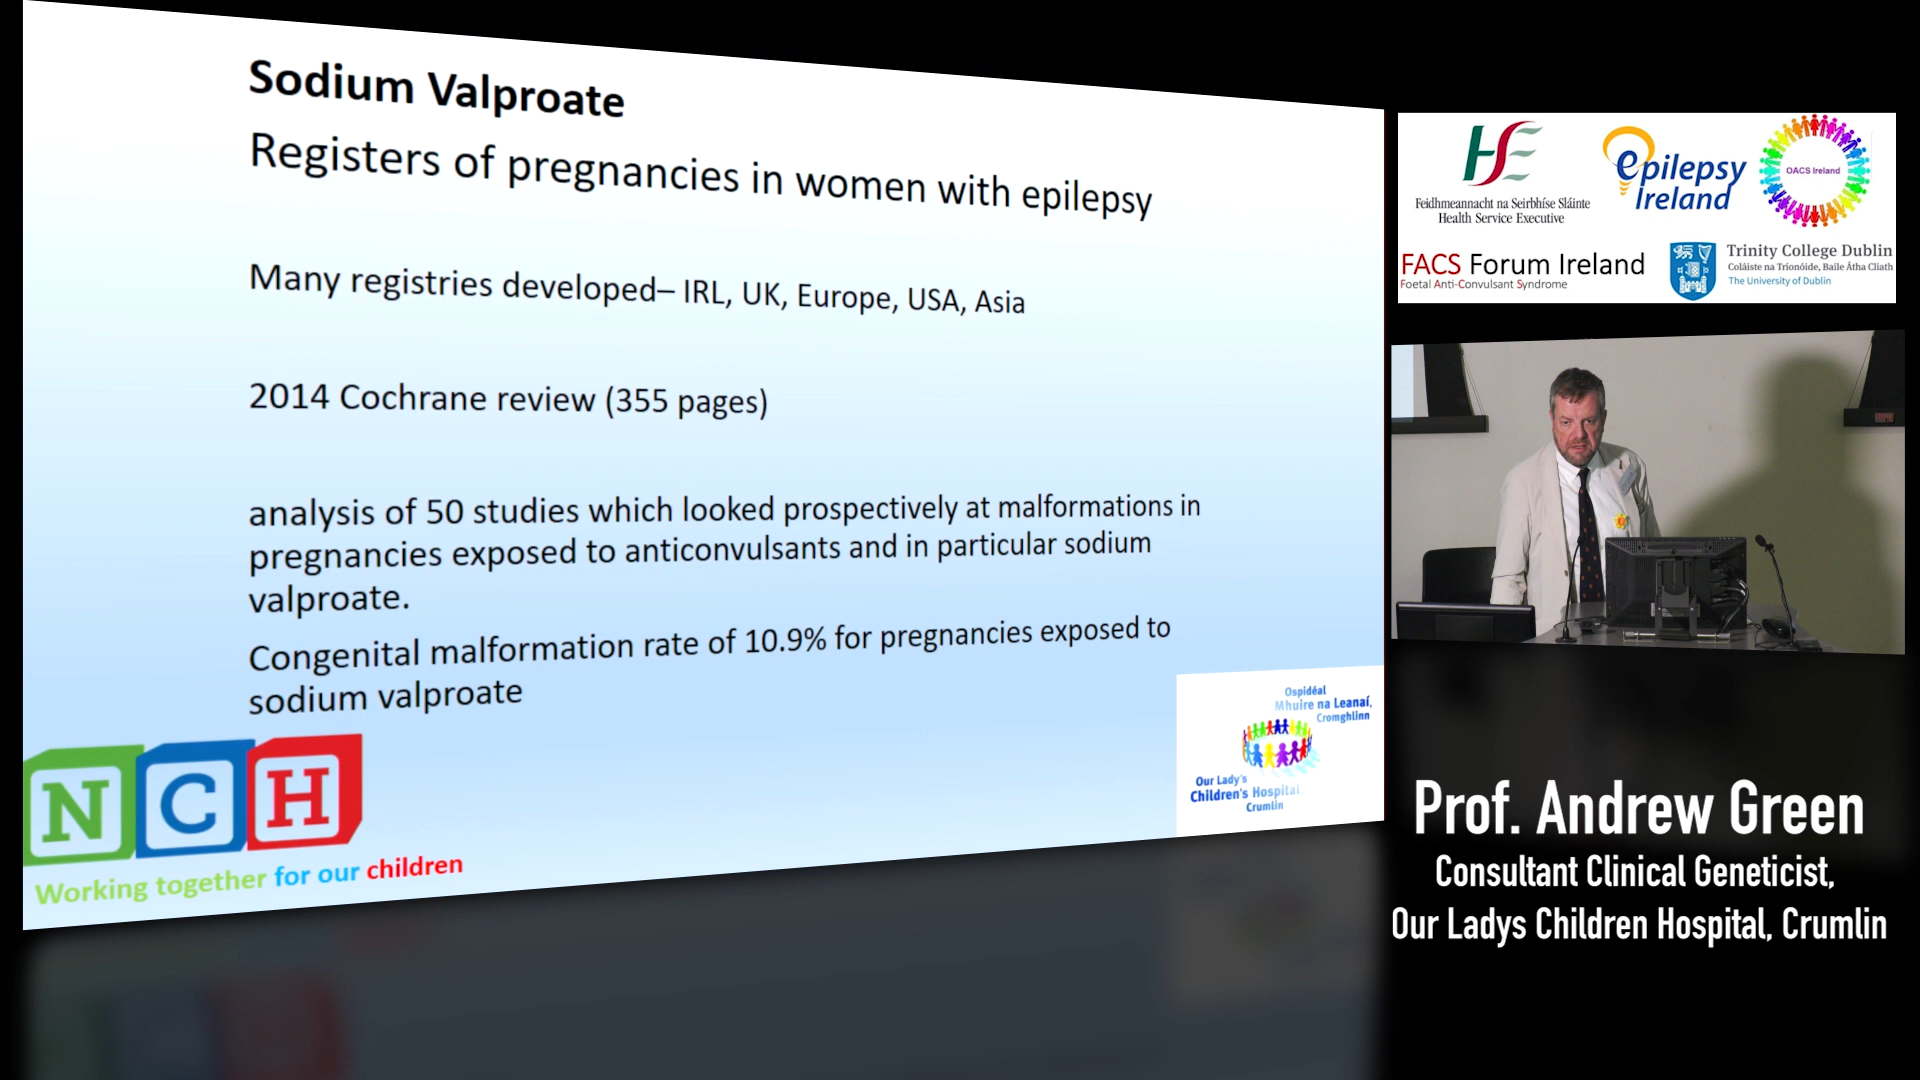 Sodium Valproate
Registers of pregnancies in women with epilepsy
Many registries developed– IRL, UK, Europe, USA, Asia
2014 Cochrane review (355 pages)
analysis of 50 studies which looked prospectively at malformations in
pregnancies exposed to anticonvulsants and in particular sodium
valproate.
Congenital malformation rate of 10.9% for pregnancies exposed to
sodium valproate
NCH
Working together for our children
Ospidéal
Mhuire na Leanaí,
Cromghlinn
Our Lady's
Children's Hospital
Crumlin
HSE
Feidhmeannacht na Seirbhíse Sláinte
Health Service Executive
epilepsy
Ireland
OACS Ireland
FACS Forum Ireland
Foetal Anti-Convulsant Syndrome
Trinity College Dublin
Coláiste na Tríonóide, Baile Átha Cliath
The University of Dublin
Prof. Andrew Green
Consultant Clinical Geneticist,
Our Ladys Children Hospital, Crumlin